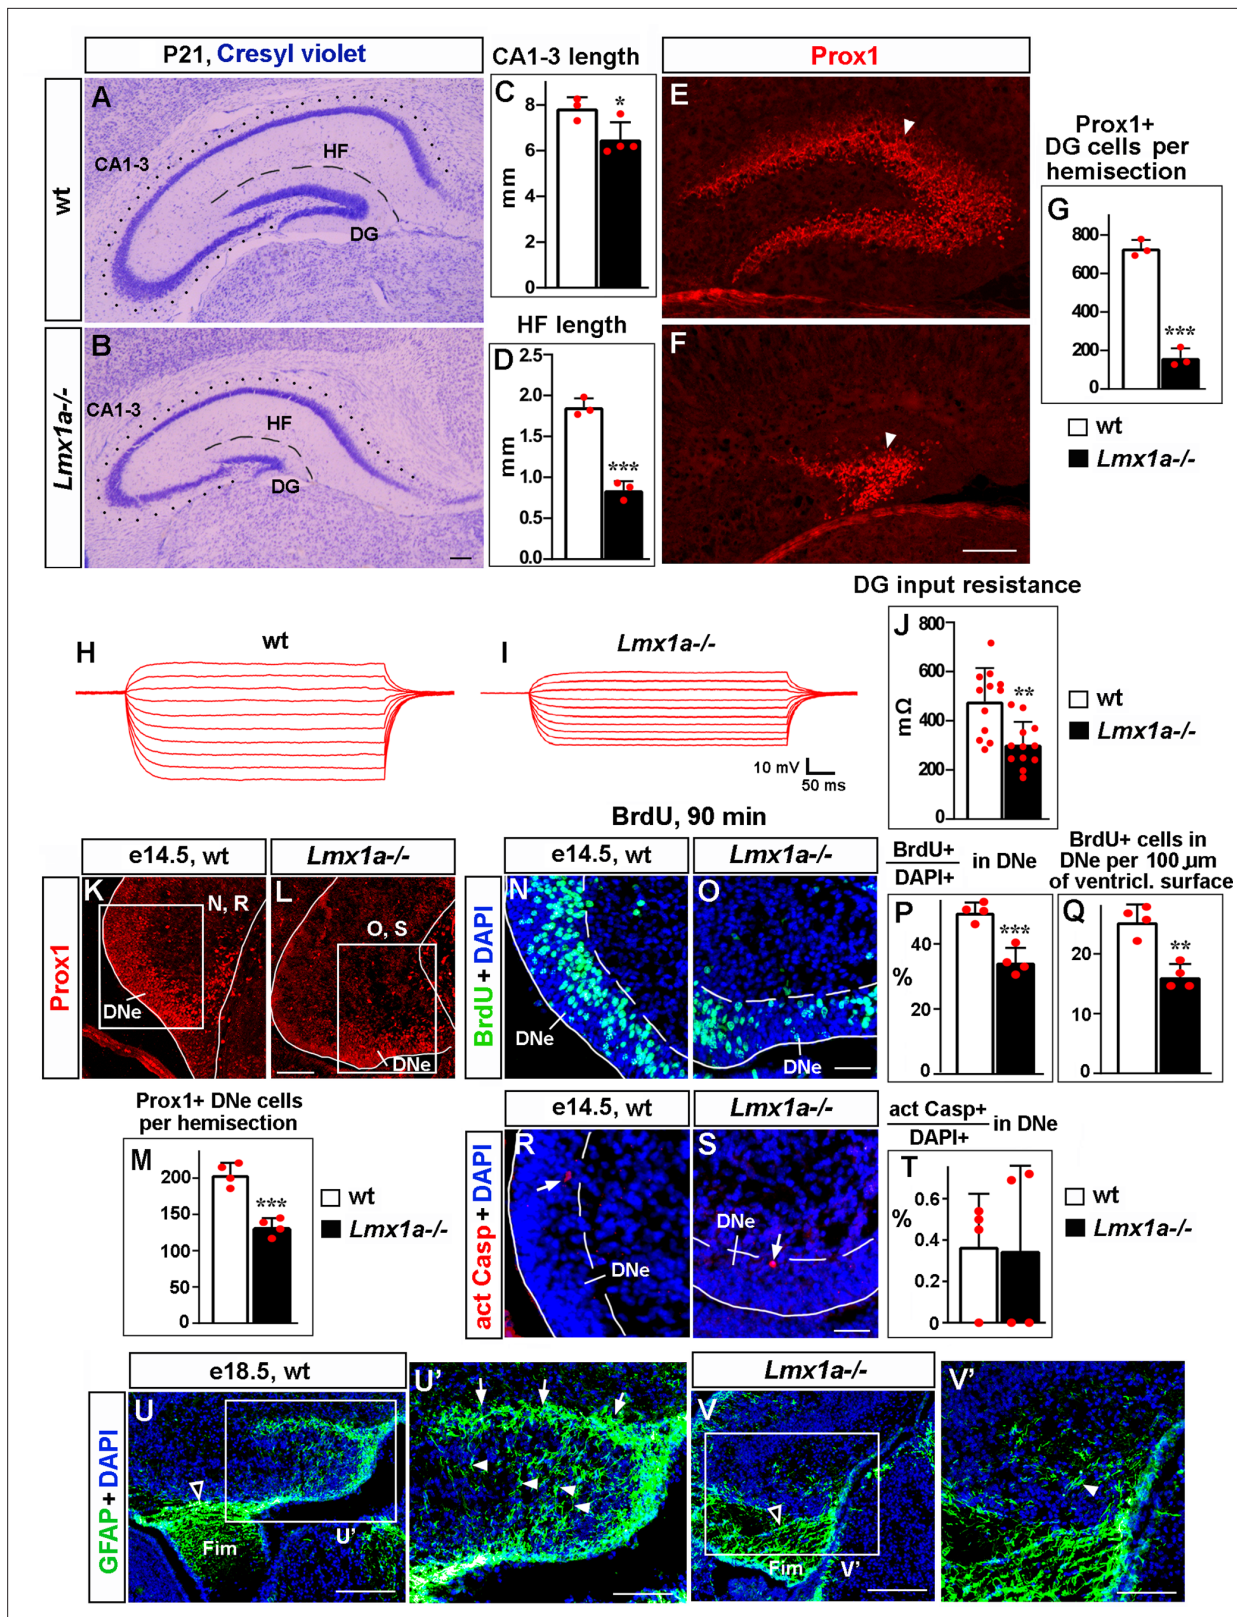 P21, Cresyl violet
CA1-3 length
Prox1
wt
A
CA1-3
HF
DG
C
mm
8
6
4
2
0
*
E
Prox1+
DG cells per
hemisection
G
800
600
400
200
0
***
wt
Lmx1a-/-
Lmx1a-/-
B
CA1-3
HF
DG
HF length
D
mm
2.5
2.0
1.5
1.0
0.5
0.0
***
F
H
wt
I
Lmx1a-/-
10 mV
50 ms
DG input resistance
J
mΩ
800
600
400
200
0
**
wt
Lmx1a-/-
BrdU, 90 min
e14.5, wt
Lmx1a-/-
Prox1
K
N, R
DNe
L
O, S
DNe
e14.5, wt
Lmx1a-/-
BrdU + DAPI
N
DNe
O
DNe
BrdU+
DAPI+
in DNe
P
%
40
20
0
***
BrdU+ cells in
DNe per 100 µm
of ventricl. surface
Q
20
10
0
**
Prox1+ DNe cells
per hemisection
M
200
150
100
50
0
***
wt
Lmx1a-/-
e14.5, wt
Lmx1a-/-
act Casp + DAPI
R
DNe
S
DNe
act Casp+
DAPI+
in DNe
T
%
0.6
0.4
0.2
0
wt
Lmx1a-/-
e18.5, wt
Lmx1a-/-
GFAP + DAPI
U
Fim
U'
U'
V
Fim
V'
V'